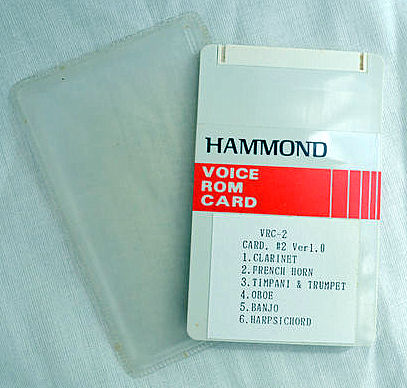 HAMMOND
VOICE
ROM
CARD
VRC-2
CARD. #2 Ver1.0
1.CLARINET
2.FRENCH HORN
3.TIMPANI & TRUMPET
4.OBOE
5.BANJO
6.HARPSICHORD